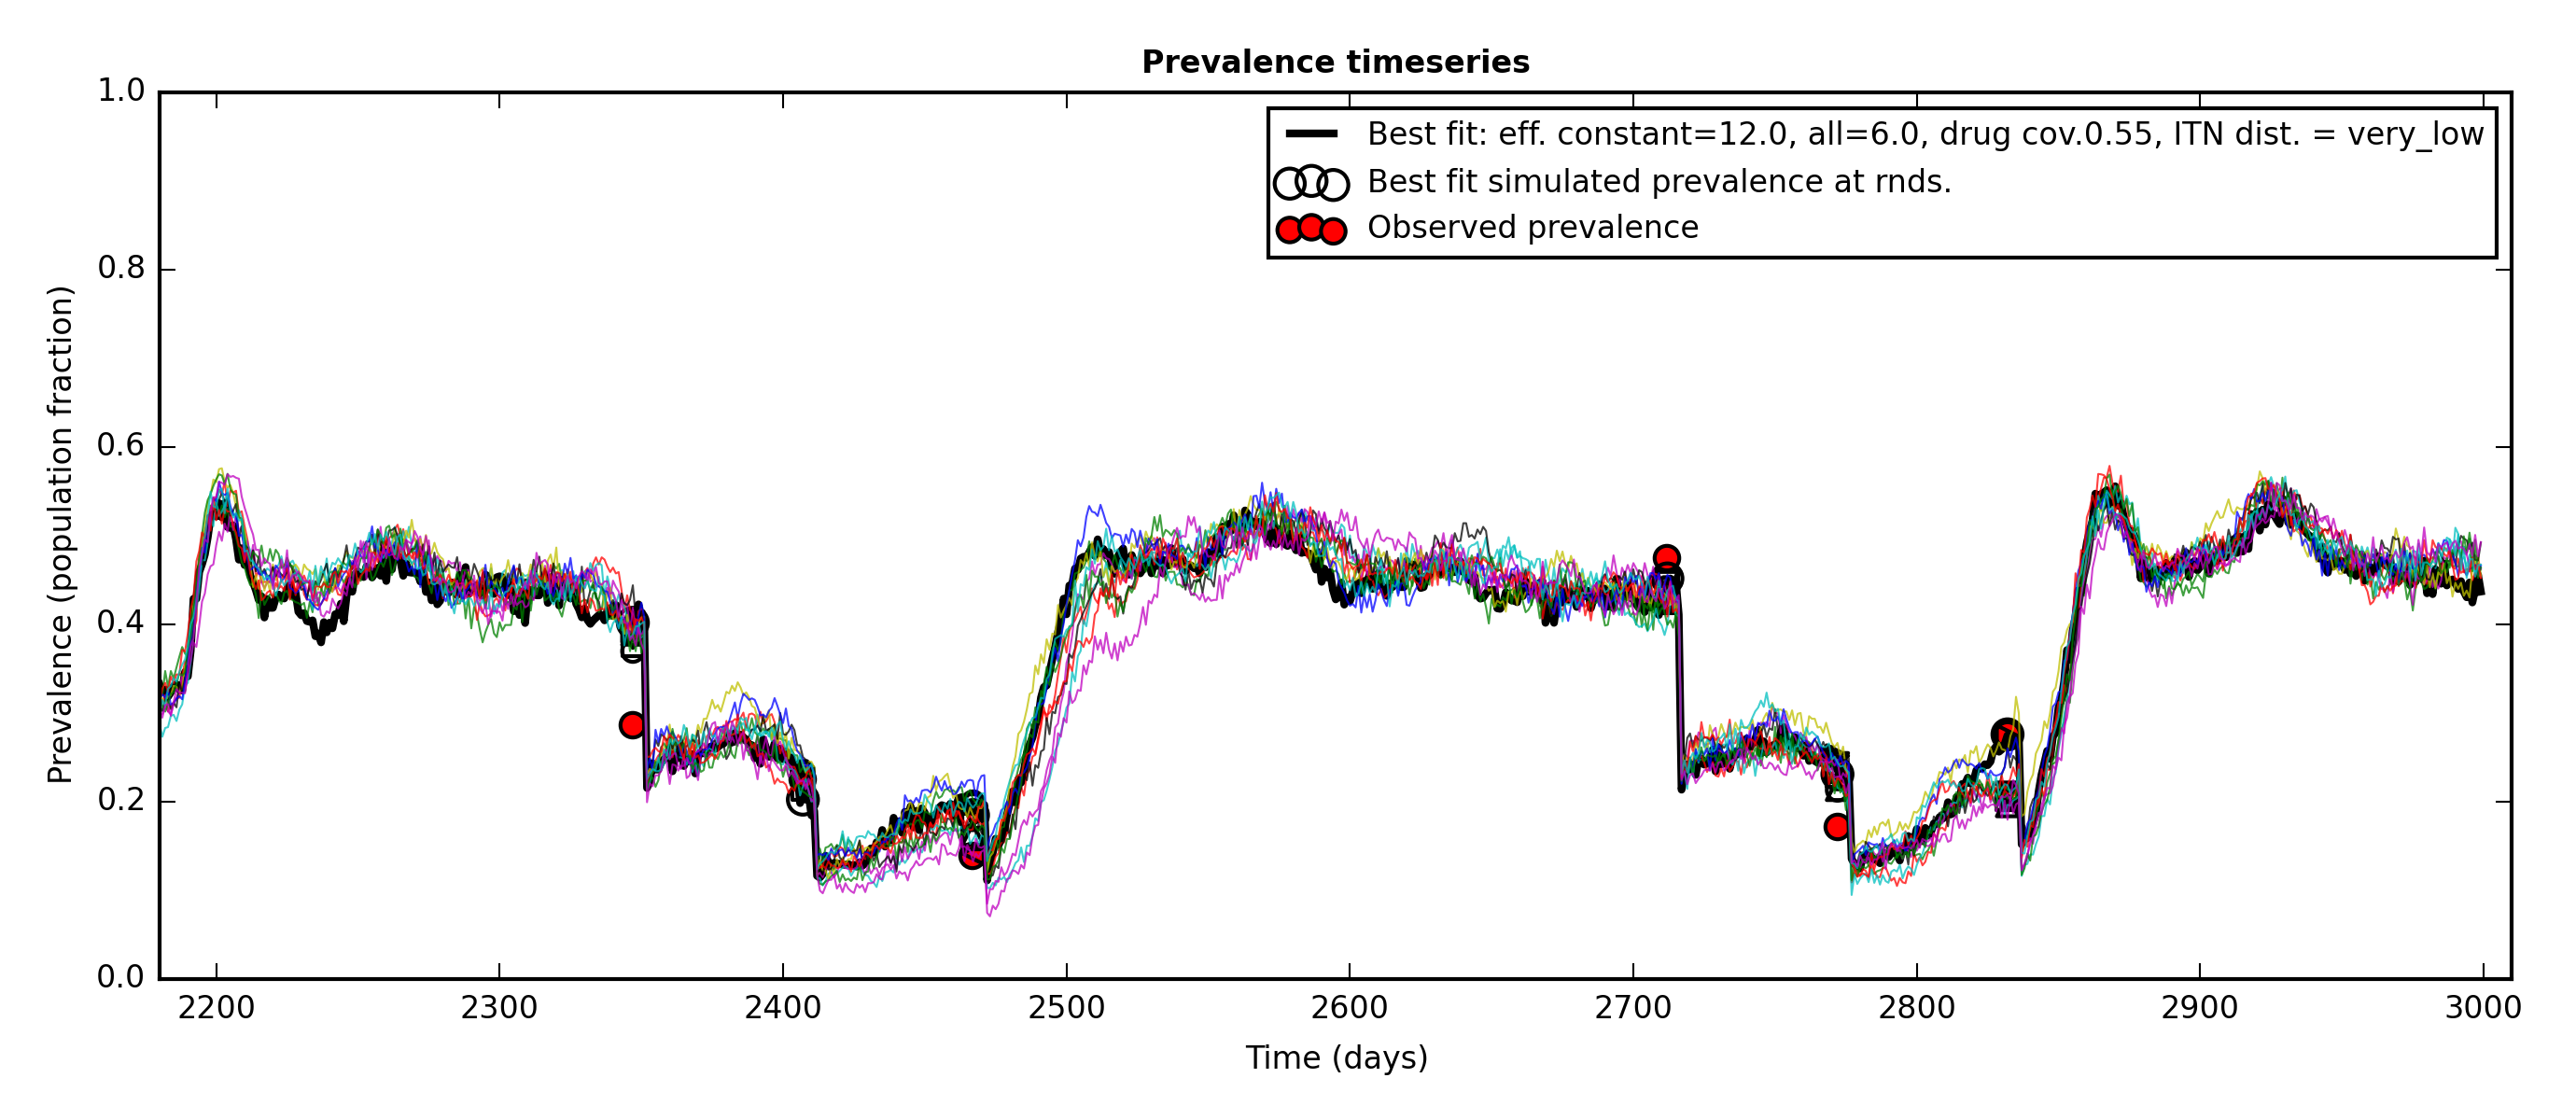 Prevalence timeseries
1.0
0.8
0.6
0.4
0.2
0.0
Prevalence (population fraction)
Best fit: eff. constant=12.0, all=6.0, drug cov.0.55, ITN dist. = very_low
Best fit simulated prevalence at rnds.
Observed prevalence
2200 2300 2400 2500 2600 2700 2800 2900 3000
Time (days)